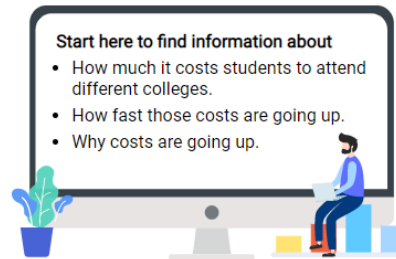 Start here to find information about
• How much it costs students to attend
different colleges.
• How fast those costs are going up.
• Why costs are going up.